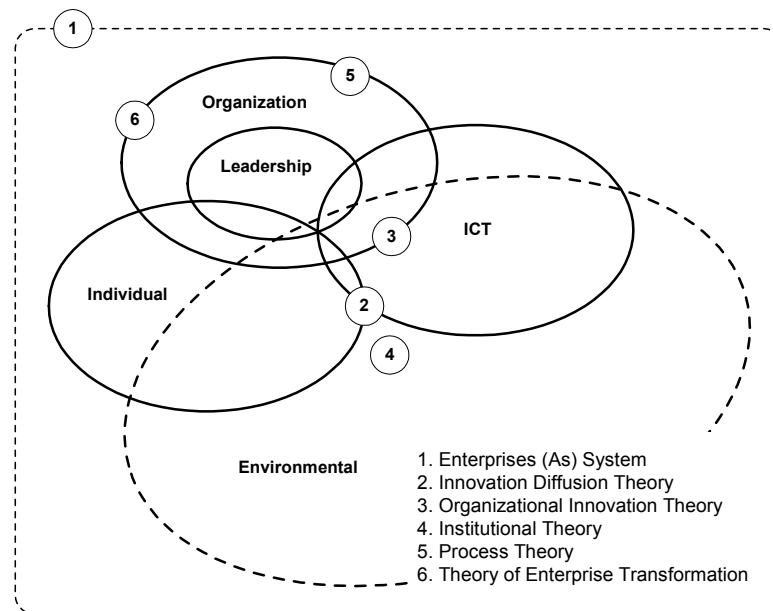 1
5
Organization
6
Leadership
3
ICT
Individual
2
4
Environmental
1. Enterprises (As) System
2. Innovation Diffusion Theory
3. Organizational Innovation Theory
4. Institutional Theory
5. Process Theory
6. Theory of Enterprise Transformation